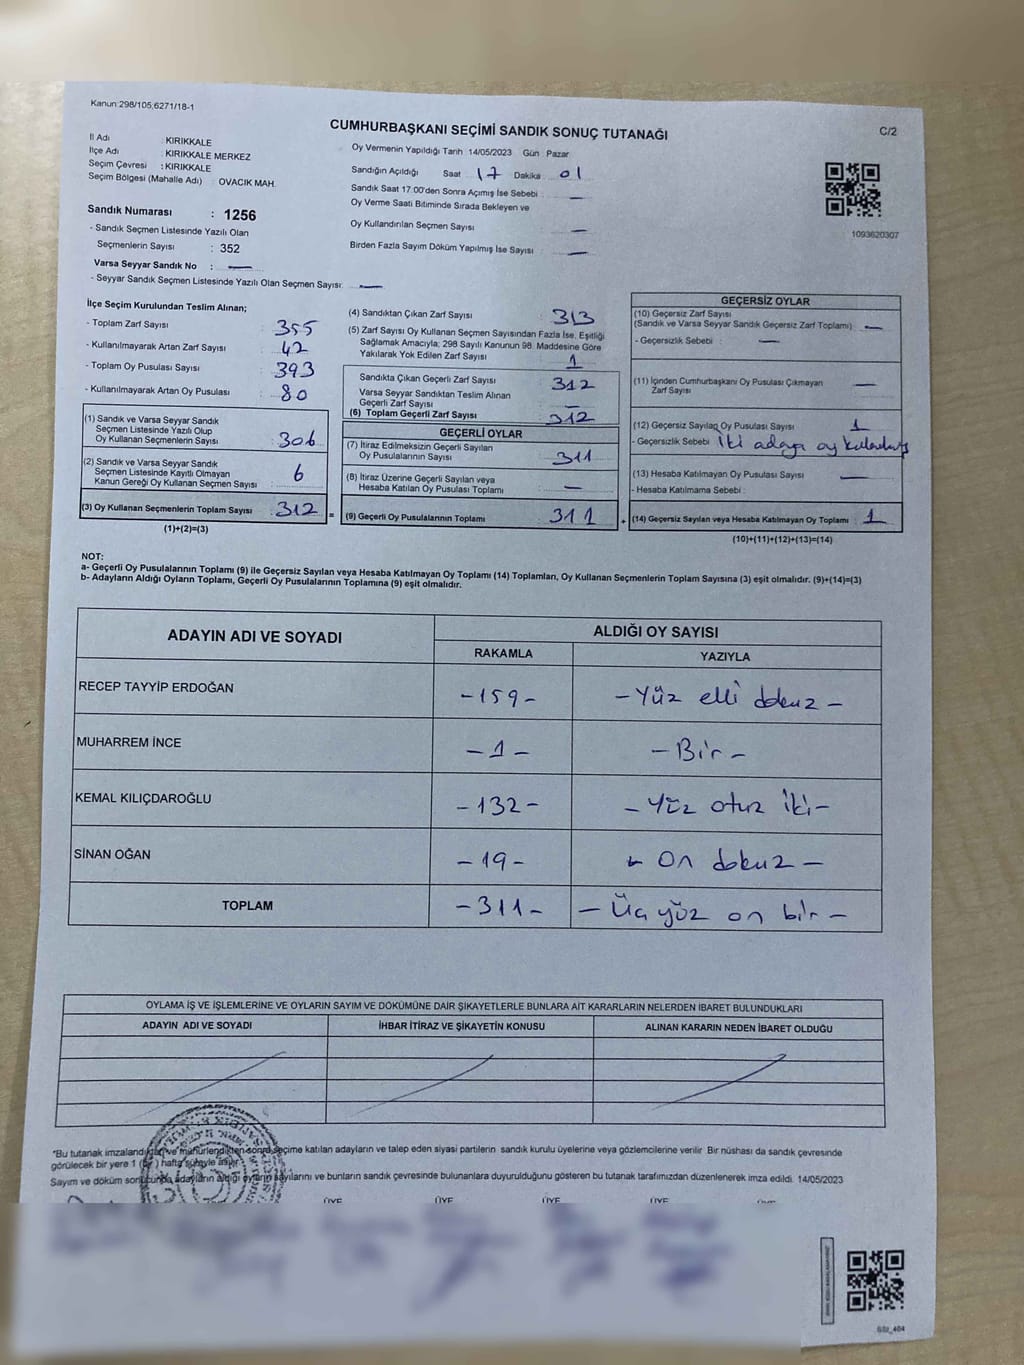 Kanun:298/105,6271/18-1
CUMHURBAŞKANI SEÇİMİ SANDIK SONUÇ TUTANAĞI
C/2
İl Adı : KIRIKKALE
İlçe Adı : KIRIKKALE MERKEZ
Seçim Çevresi : KIRIKKALE
Seçim Bölgesi (Mahalle Adı) OVACIK MAH.
Oy Vermenin Yapıldığı Tarih 14/05/2023 Gün Pazar
Sandığın Açıldığı Saat 17 Dakika 01
Sandık Saat 17.00'den Sonra Açımış İse Sebebi : —
Oy Verme Saati Bitiminde Sırada Bekleyen ve
Oy Kullandırılan Seçmen Sayısı : —
Birden Fazla Sayım Döküm Yapılmış İse Sayısı : —
1093620307
Sandık Numarası : 1256
- Sandık Seçmen Listesinde Yazılı Olan
Seçmenlerin Sayısı : 352
Varsa Seyyar Sandık No : —
- Seyyar Sandık Seçmen Listesinde Yazılı Olan Seçmen Sayısı: —
İlçe Seçim Kurulundan Teslim Alınan;
- Toplam Zarf Sayısı : 355
- Kullanılmayarak Artan Zarf Sayısı : 42
- Toplam Oy Pusulası Sayısı : 393
- Kullanılmayarak Artan Oy Pusulası : 80
(1) Sandık ve Varsa Seyyar Sandık
Seçmen Listesinde Yazılı Olup
Oy Kullanan Seçmenlerin Sayısı : 306
(2) Sandık ve Varsa Seyyar Sandık
Seçmen Listesinde Kayıtlı Olmayan
Kanun Gereği Oy Kullanan Seçmen Sayısı : 6
(3) Oy Kullanan Seçmenlerin Toplam Sayısı : 312 =
(1)+(2)=(3)
(4) Sandıktan Çıkan Zarf Sayısı : 313
(5) Zarf Sayısı Oy Kullanan Seçmen Sayısından Fazla İse, Eşitliği
Sağlamak Amacıyla; 298 Sayılı Kanunun 98. Maddesine Göre
Yakılarak Yok Edilen Zarf Sayısı : 1
Sandıkta Çıkan Geçerli Zarf Sayısı : 312
Varsa Seyyar Sandıktan Teslim Alınan
Geçerli Zarf Sayısı : —
(6) Toplam Geçerli Zarf Sayısı : 312
GEÇERLİ OYLAR
(7) İtiraz Edilmeksizin Geçerli Sayılan
Oy Pusulalarının Sayısı : 311
(8) İtiraz Üzerine Geçerli Sayılan veya
Hesaba Katılan Oy Pusulası Toplamı : —
(9) Geçerli Oy Pusulalarının Toplamı : 311 +
GEÇERSİZ OYLAR
(10) Geçersiz Zarf Sayısı
(Sandık ve Varsa Seyyar Sandık Geçersiz Zarf Toplamı) : —
- Geçersizlik Sebebi : —
(11) İçinden Cumhurbaşkanı Oy Pusulası Çıkmayan
Zarf Sayısı : —
(12) Geçersiz Sayılan Oy Pusulası Sayısı : 1
- Geçersizlik Sebebi : iki adaya oy
(13) Hesaba Katılmayan Oy Pusulası Sayısı : —
- Hesaba Katılmama Sebebi :
(14) Geçersiz Sayılan veya Hesaba Katılmayan Oy Toplamı : 1
(10)+(11)+(12)+(13)=(14)
NOT:
a- Geçerli Oy Pusulalarının Toplamı (9) ile Geçersiz Sayılan veya Hesaba Katılmayan Oy Toplamı (14) Toplamları, Oy Kullanan Seçmenlerin Toplam Sayısına (3) eşit olmalıdır. (9)+(14)=(3)
b- Adayların Aldığı Oyların Toplamı, Geçerli Oy Pusulalarının Toplamına (9) eşit olmalıdır.
ADAYIN ADI VE SOYADI
ALDIĞI OY SAYISI
RAKAMLA YAZIYLA
RECEP TAYYİP ERDOĞAN -159- -Yüz elli dokuz-
MUHARREM İNCE -1- -Bir-
KEMAL KILIÇDAROĞLU -132- -Yüz otuz iki-
SİNAN OĞAN -19- -On dokuz-
TOPLAM -311- -Üç yüz on bir-
OYLAMA İŞ VE İŞLEMLERİNE VE OYLARIN SAYIM VE DÖKÜMÜNE DAİR ŞİKAYETLERLE BUNLARA AİT KARARLARIN NELERDEN İBARET BULUNDUKLARI
ADAYIN ADI VE SOYADI İHBAR İTİRAZ VE ŞİKAYETİN KONUSU ALINAN KARARIN NEDEN İBARET OLDUĞU
*Bu tutanak imzalandıktan ve mühürlendikten sonra seçime katılan adayların ve talep eden siyasi partilerin sandık kurulu üyelerine veya gözlemcilerine verilir Bir nüshası da sandık çevresinde
görülecek bir yere 1 (bir) hafta süreyle asılır.
Sayım ve döküm sonucunda adayların aldığı oyların sayılarını ve bunların sandık çevresinde bulunanlara duyurulduğunu gösteren bu tutanak tarafımızdan düzenlenerek imza edildi. 14/05/2023
ÜYE ÜYE ÜYE ÜYE